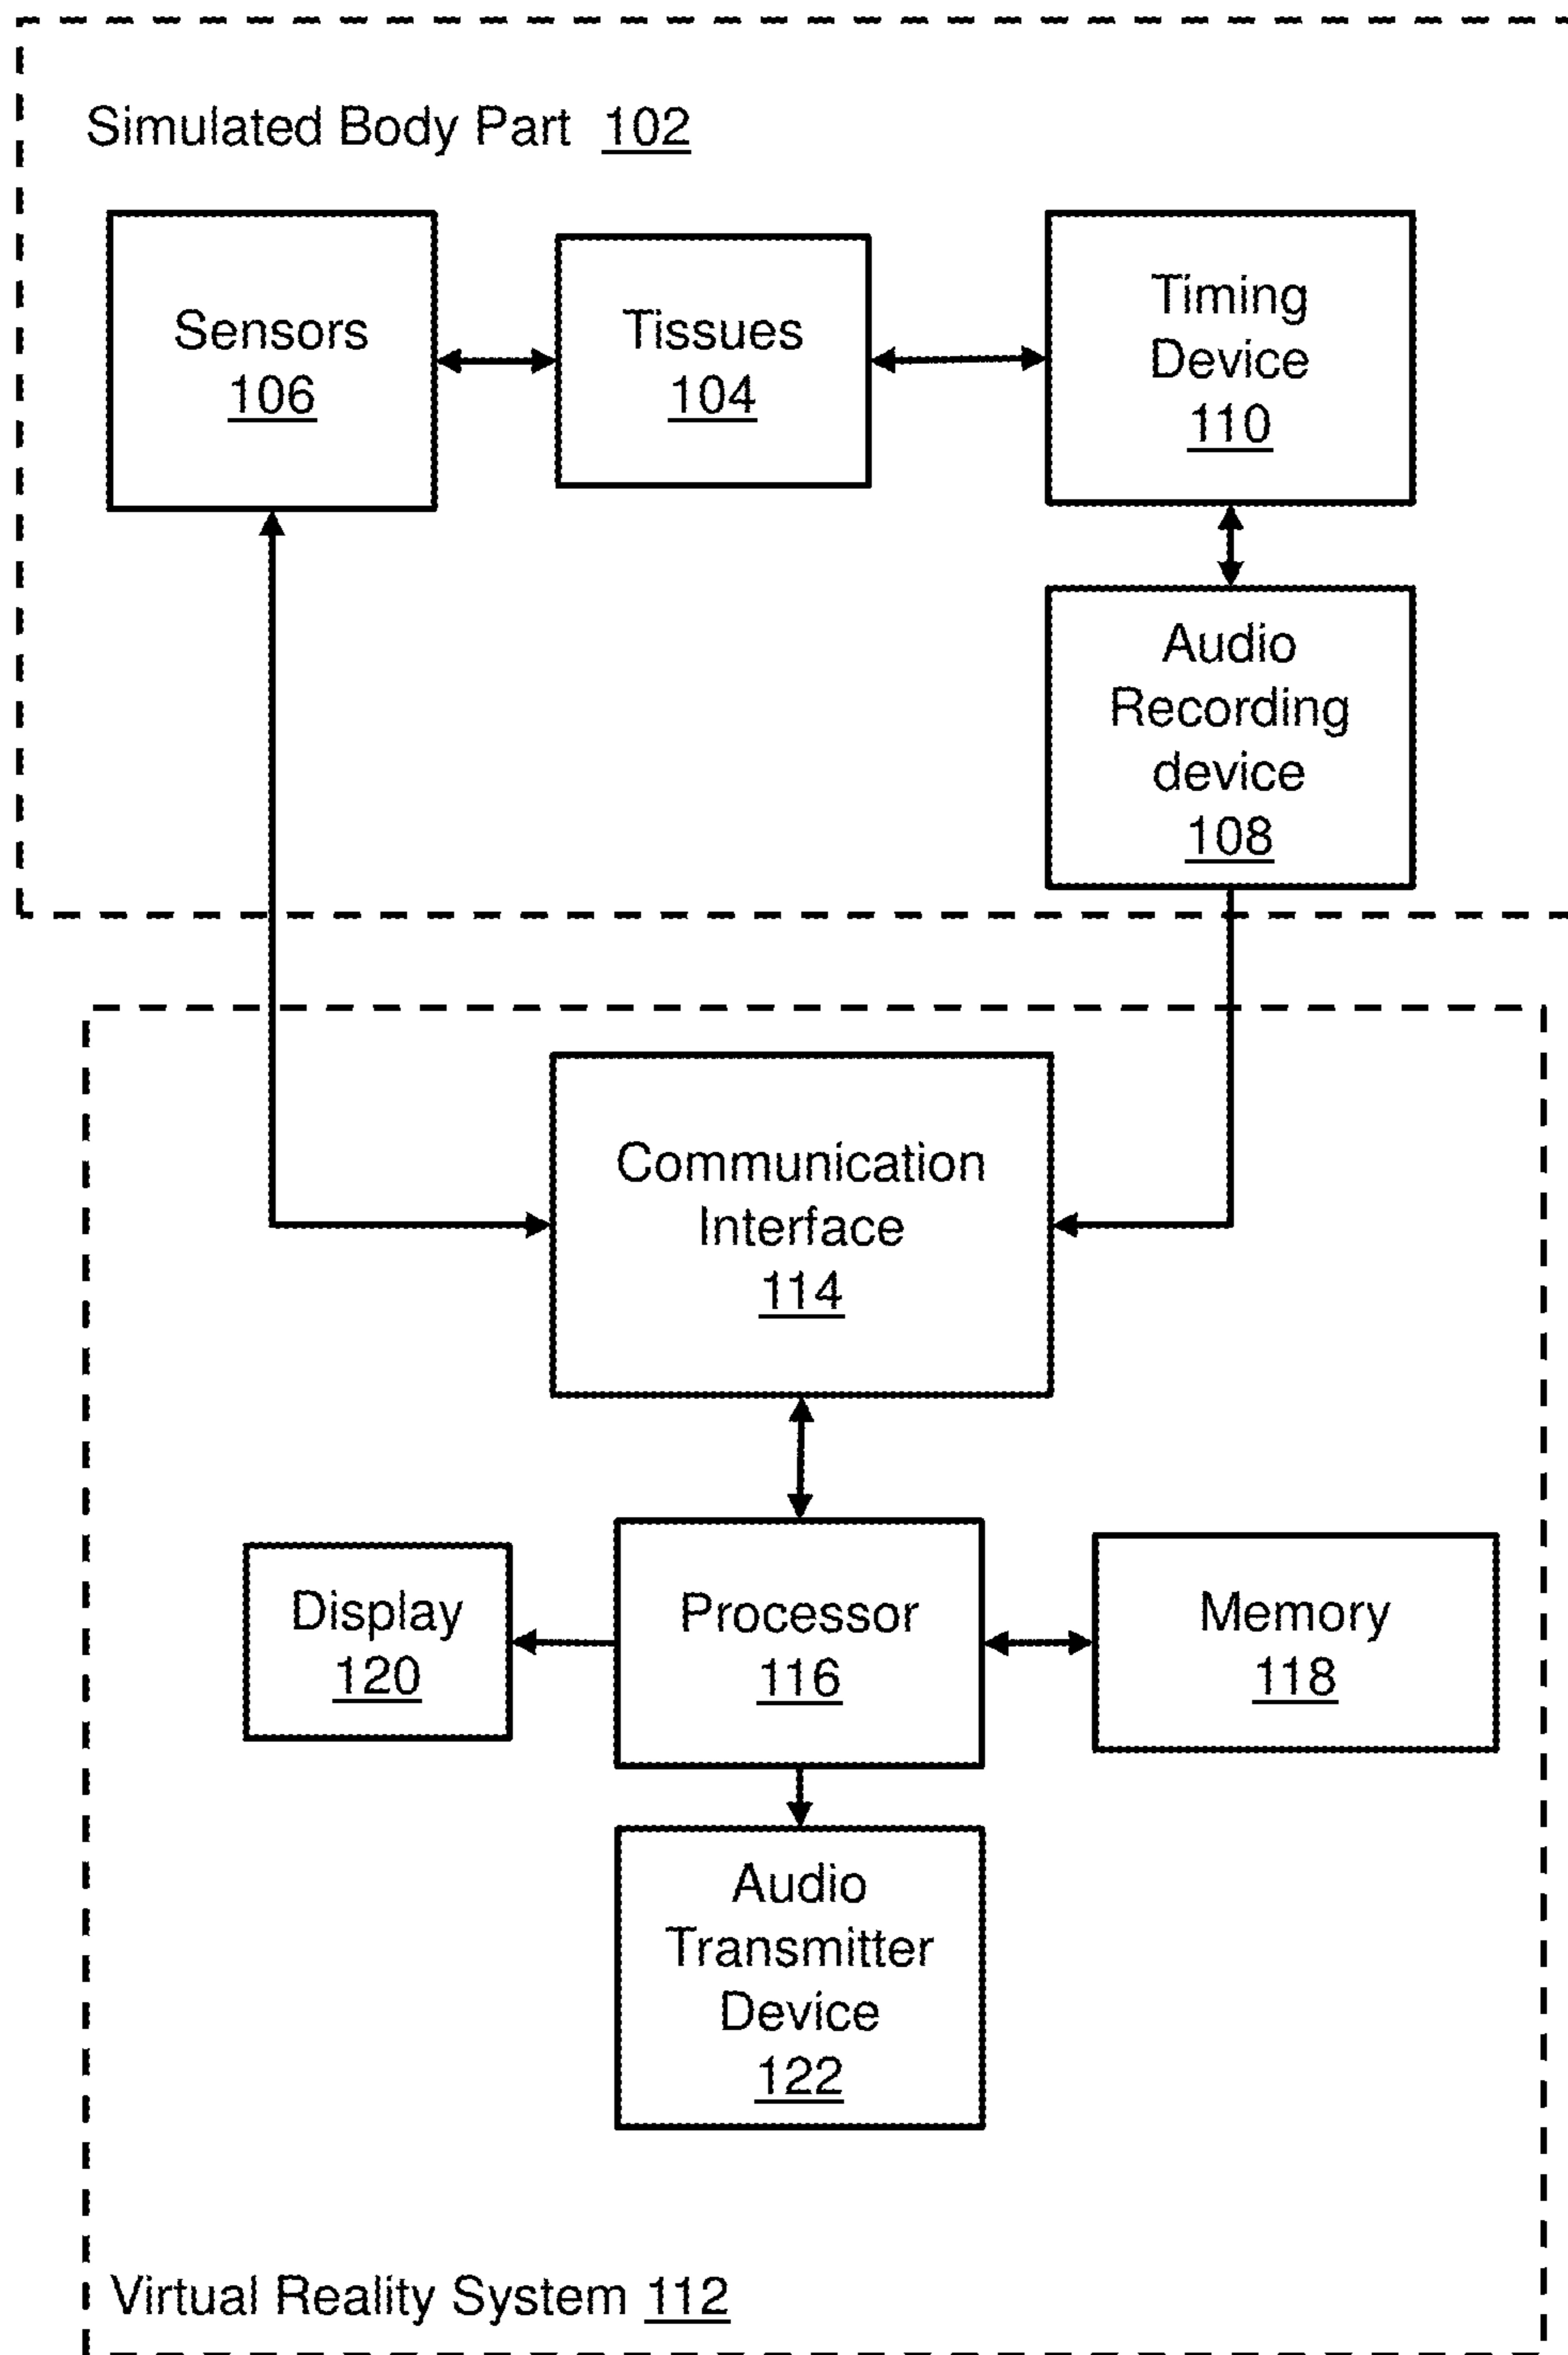 Simulated Body Part 102
Sensors
106
Tissues
104
Timing
Device
110
Audio
Recording
device
108
Communication
Interface
114
Display
120
Processor
116
Memory
118
Audio
Transmitter
Device
122
Virtual Reality System 112